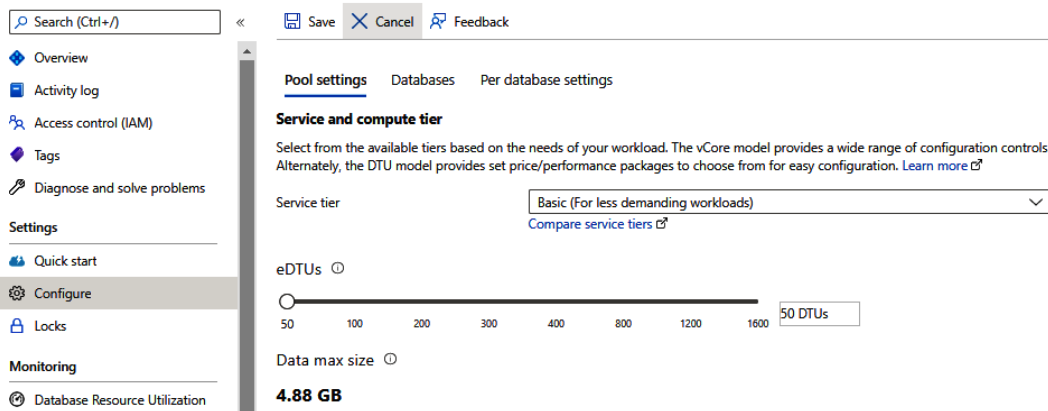 Search (Ctrl+/)
«
Overview
Activity log
Access control (IAM)
Tags
Diagnose and solve problems
Settings
Quick start
Configure
Locks
Monitoring
Database Resource Utilization
Save
Cancel
Feedback
Pool settings
Databases
Per database settings
Service and compute tier
Select from the available tiers based on the needs of your workload. The vCore model provides a wide range of configuration controls
Alternately, the DTU model provides set price/performance packages to choose from for easy configuration. Learn more
Service tier
Basic (For less demanding workloads)
Compare service tiers
eDTUs
50 100 200 300 400 800 1200 1600
50 DTUs
Data max size
4.88 GB